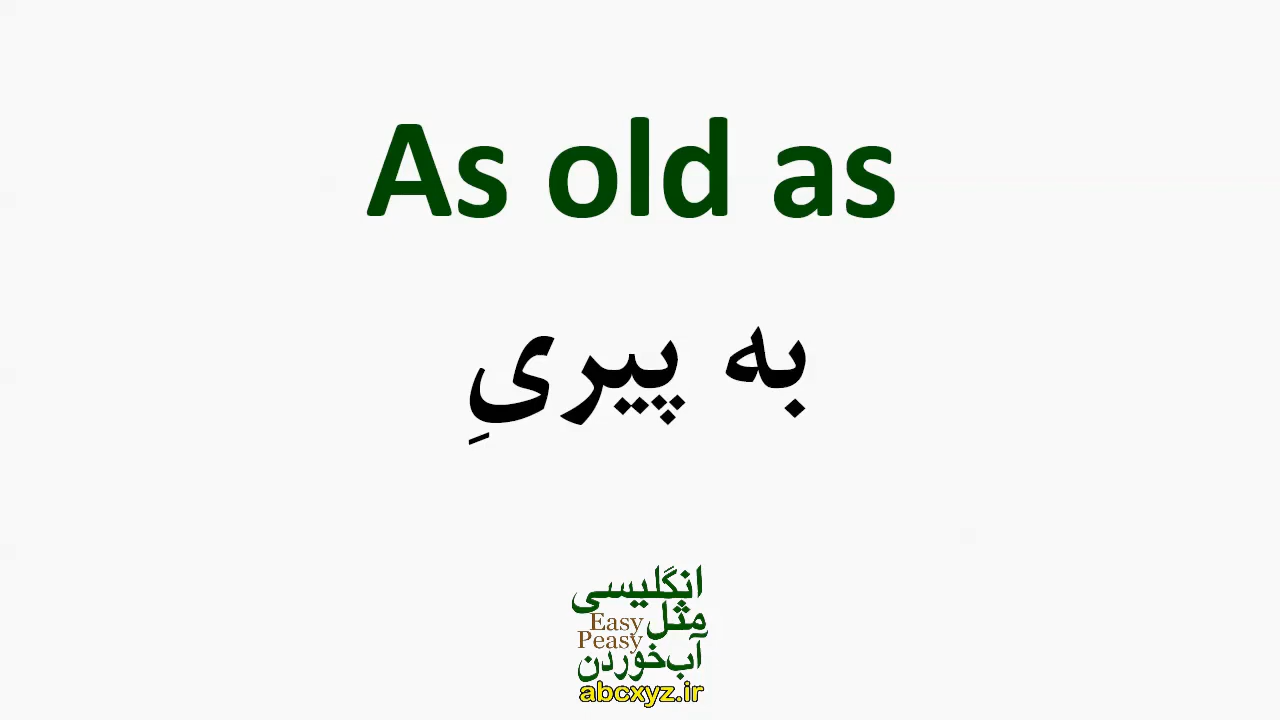 As old as
به پیریِ
انگلیسی
مثل
Easy
Peasy
آب‌خوردن
abcxyz.ir